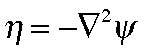 η = −∇²ψ